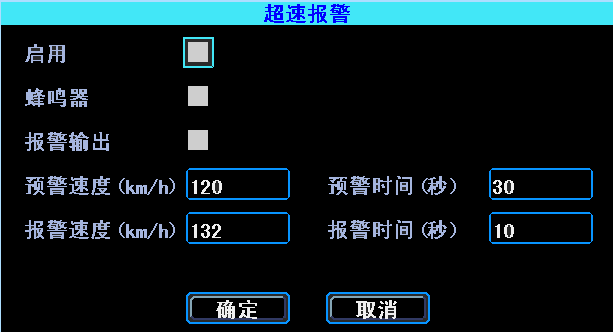 超速报警
启用
蜂鸣器
报警输出
预警速度(km/h) 120 预警时间(秒) 30
报警速度(km/h) 132 报警时间(秒) 10
确定 取消